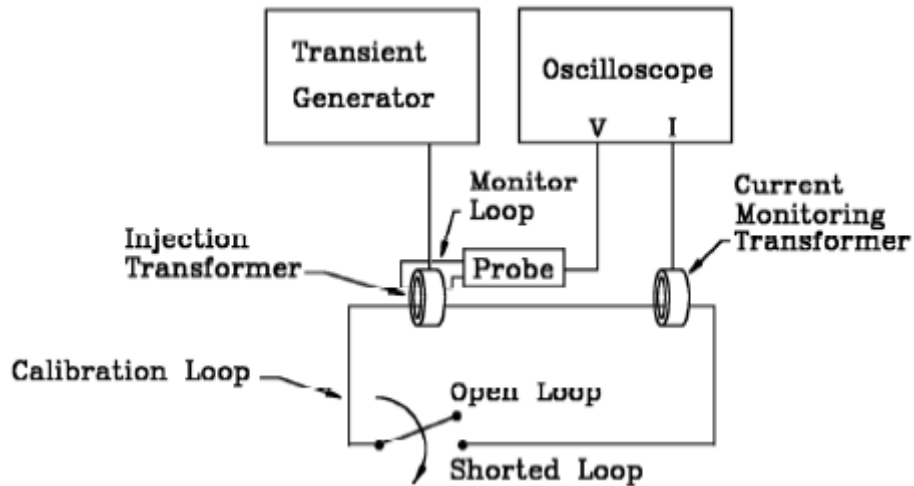 Transient
Generator
Oscilloscope
V I
Monitor
Loop
Current
Monitoring
Transformer
Injection
Transformer
Probe
Calibration Loop
Open Loop
Shorted Loop